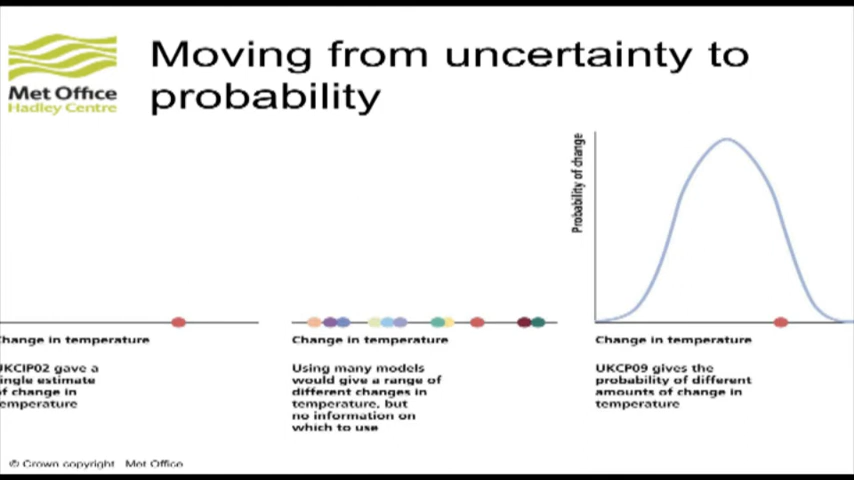 Moving from uncertainty to
probability
Met Office
Hadley Centre
Probability of change
Change in temperature
UKCIP02 gave a
single estimate
of change in
temperature
Change in temperature
Using many models
would give a range of
different changes in
temperature, but
no information on
which to use
Change in temperature
UKCP09 gives the
probability of different
amounts of change in
temperature
© Crown copyright Met Office